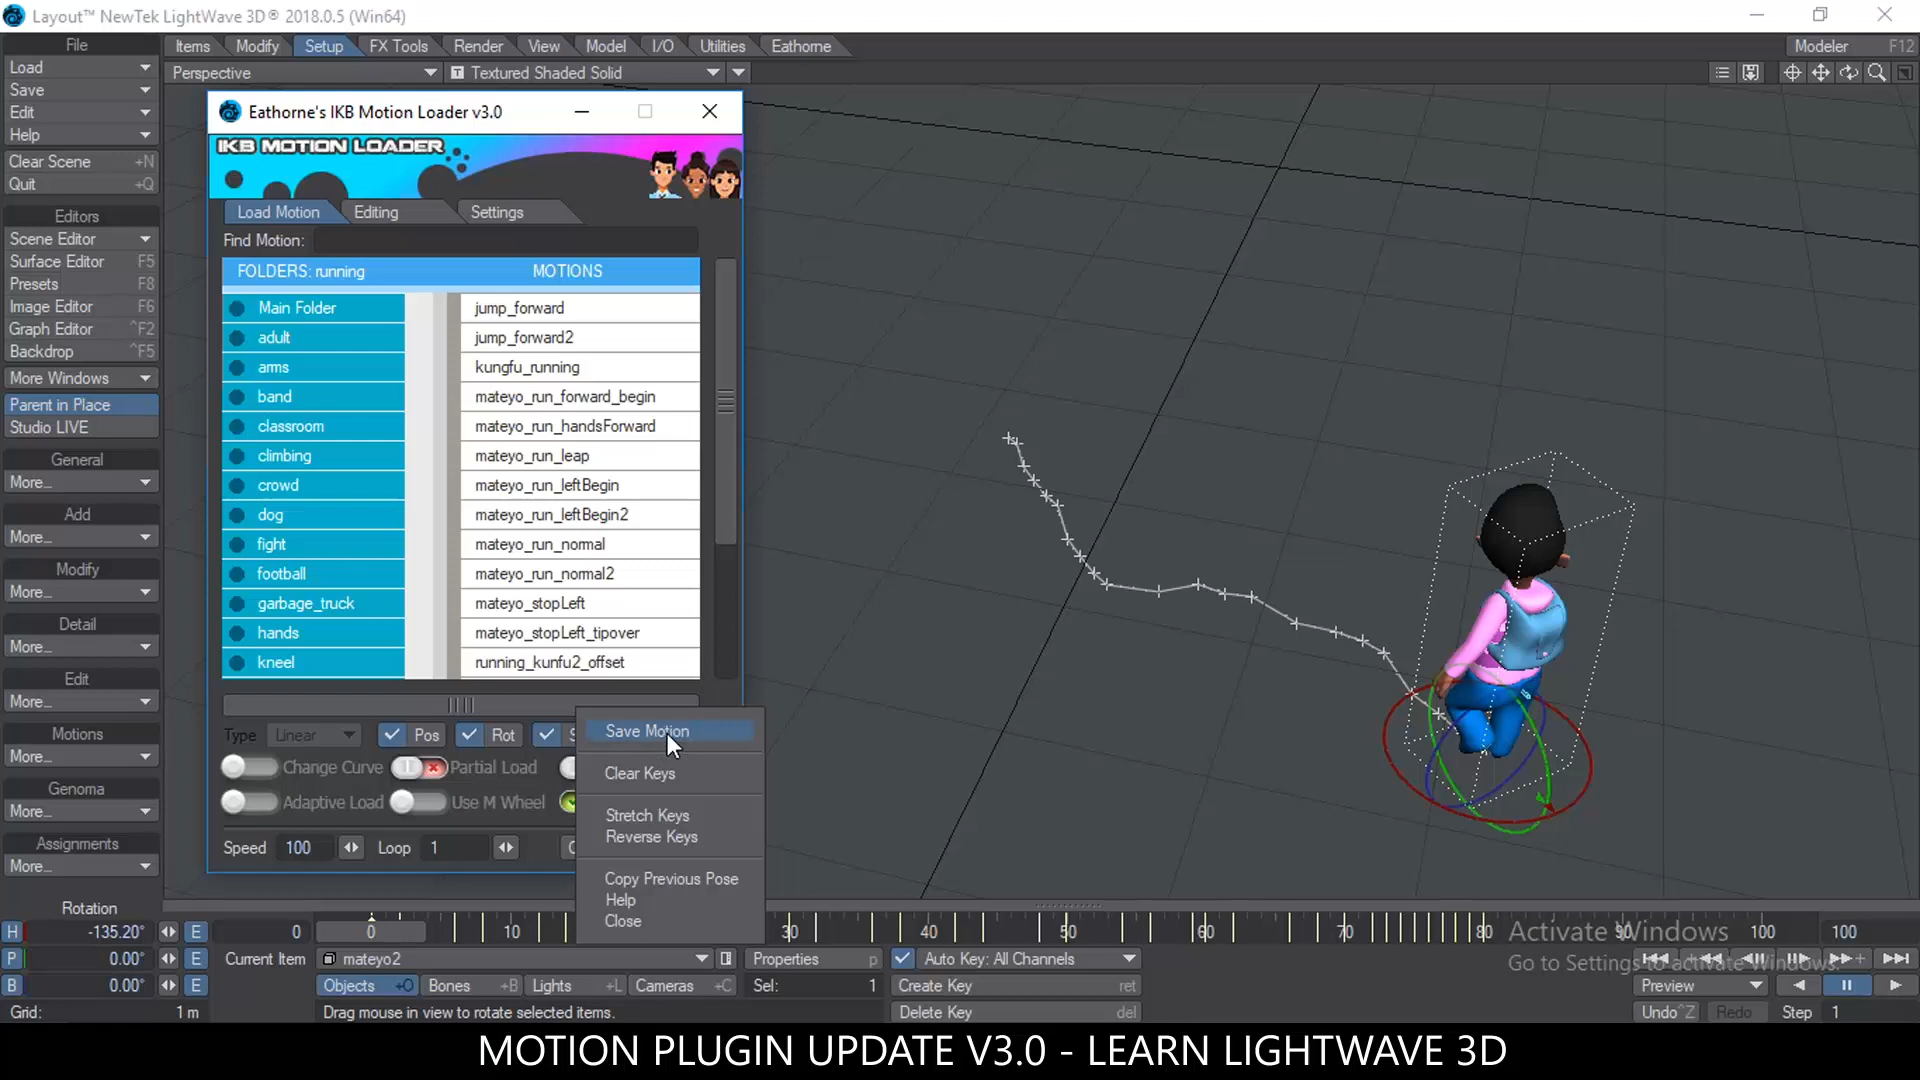 Layout™ NewTek LightWave 3D® 2018.0.5 (Win64)
File
Items Modify Setup FX Tools Render View Model I/O Utilities Eathorne Modeler F12
Load
Perspective T Textured Shaded Solid
Save
Edit
Help
Clear Scene +N
Quit +Q
Editors
Scene Editor
Surface Editor F5
Presets F8
Image Editor F6
Graph Editor ^F2
Backdrop ^F5
More Windows
Parent in Place
Studio LIVE
General
More...
Add
More...
Modify
More...
Detail
More...
Edit
More...
Motions
More...
Genoma
More...
Assignments
More...
Eathorne's IKB Motion Loader v3.0
IKB MOTION LOADER
Load Motion Editing Settings
Find Motion:
FOLDERS: running MOTIONS
Main Folder jump_forward
adult jump_forward2
arms kungfu_running
band mateyo_run_forward_begin
classroom mateyo_run_handsForward
climbing mateyo_run_leap
crowd mateyo_run_leftBegin
dog mateyo_run_leftBegin2
fight mateyo_run_normal
football mateyo_run_normal2
garbage_truck mateyo_stopLeft
hands mateyo_stopLeft_tipover
kneel running_kunfu2_offset
Type Linear Pos Rot
Change Curve Partial Load
Adaptive Load Use M Wheel
Speed 100 Loop 1
Save Motion
Clear Keys
Stretch Keys
Reverse Keys
Copy Previous Pose
Help
Close
Rotation
H -135.20° E 0 0 10 30 40 50 60 70 80 90 100 100
P 0.00° E Current Item mateyo2 Properties p Auto Key: All Channels
B 0.00° E Objects +O Bones +B Lights +L Cameras +C Sel: 1 Create Key ret Preview
Grid: 1 m Drag mouse in view to rotate selected items. Delete Key del Undo ^Z Redo Step 1
Activate Windows
Go to Settings to activate Windows.
MOTION PLUGIN UPDATE V3.0 - LEARN LIGHTWAVE 3D